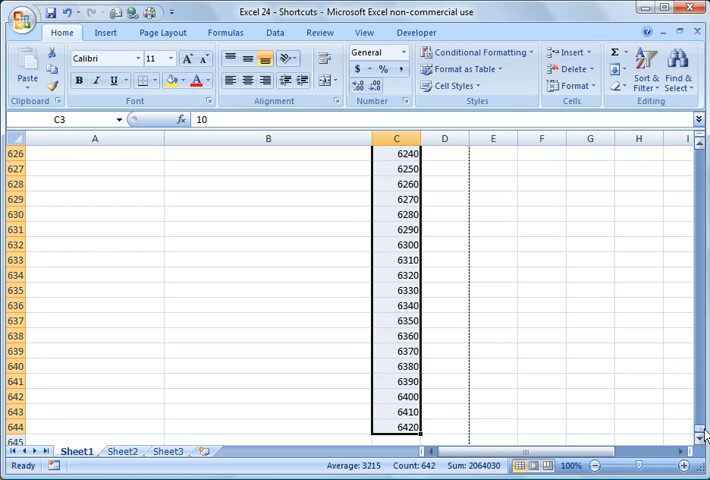 Excel 24 - Shortcuts - Microsoft Excel non-commercial use
Home Insert Page Layout Formulas Data Review View Developer
Calibri 11 General Conditional Formatting Insert Σ
Paste B I U A $ % , Format as Table Delete Sort & Filter Find & Select
Cell Styles Format
Clipboard Font Alignment Number Styles Cells Editing
C3 fx 10
A B C D E F G H I
626 6240
627 6250
628 6260
629 6270
630 6280
631 6290
632 6300
633 6310
634 6320
635 6330
636 6340
637 6350
638 6360
639 6370
640 6380
641 6390
642 6400
643 6410
644 6420
645
Sheet1 Sheet2 Sheet3
Ready Average: 3215 Count: 642 Sum: 2064030 100%